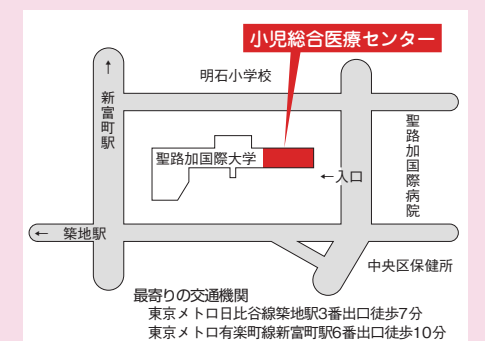 小児総合医療センター
明石小学校
↑
新富町駅
聖路加国際病院
聖路加国際大学
←入口
← 築地駅
中央区保健所
最寄りの交通機関
東京メトロ日比谷線築地駅3番出口徒歩7分
東京メトロ有楽町線新富町駅6番出口徒歩10分